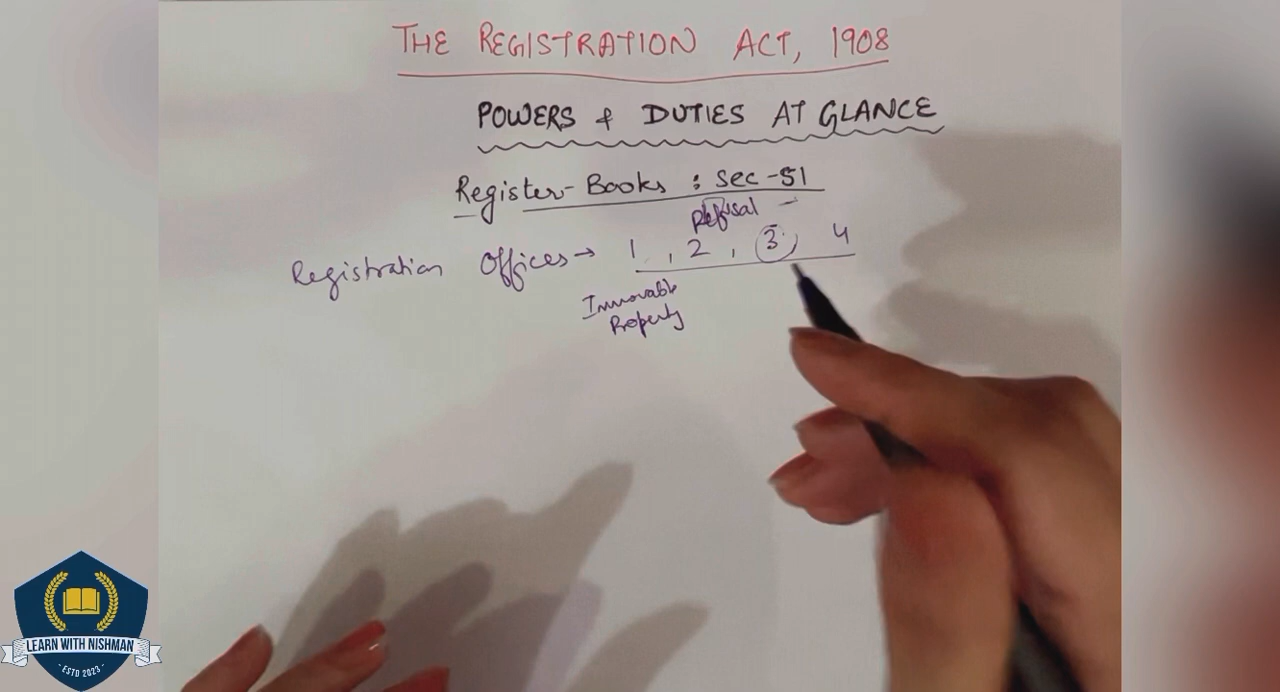 THE REGISTRATION ACT, 1908
POWERS & DUTIES AT GLANCE
Register-Books : Sec-51
Refusal
Registration Offices → 1, 2, 3, 4
Immovable
Property
LEARN WITH NISHMAN
ESTD 2023